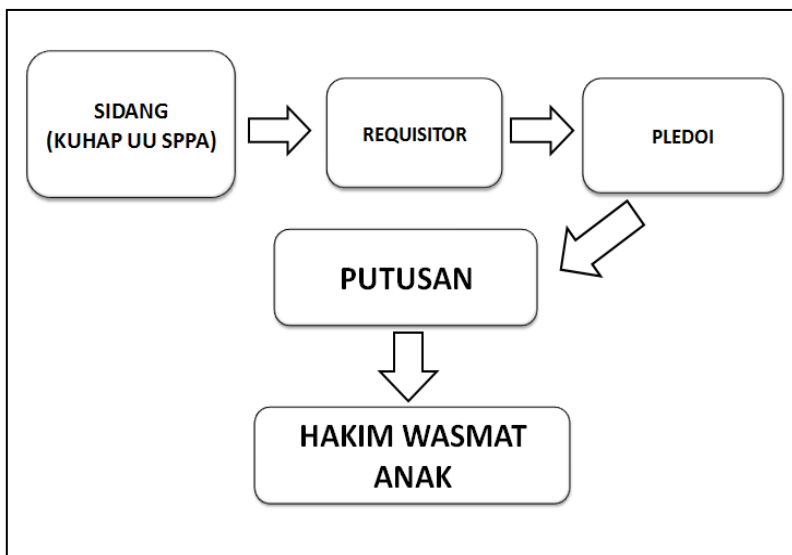 SIDANG
(KUHAP UU SPPA)
REQUISITOR
PLEDOI
PUTUSAN
HAKIM WASMAT
ANAK